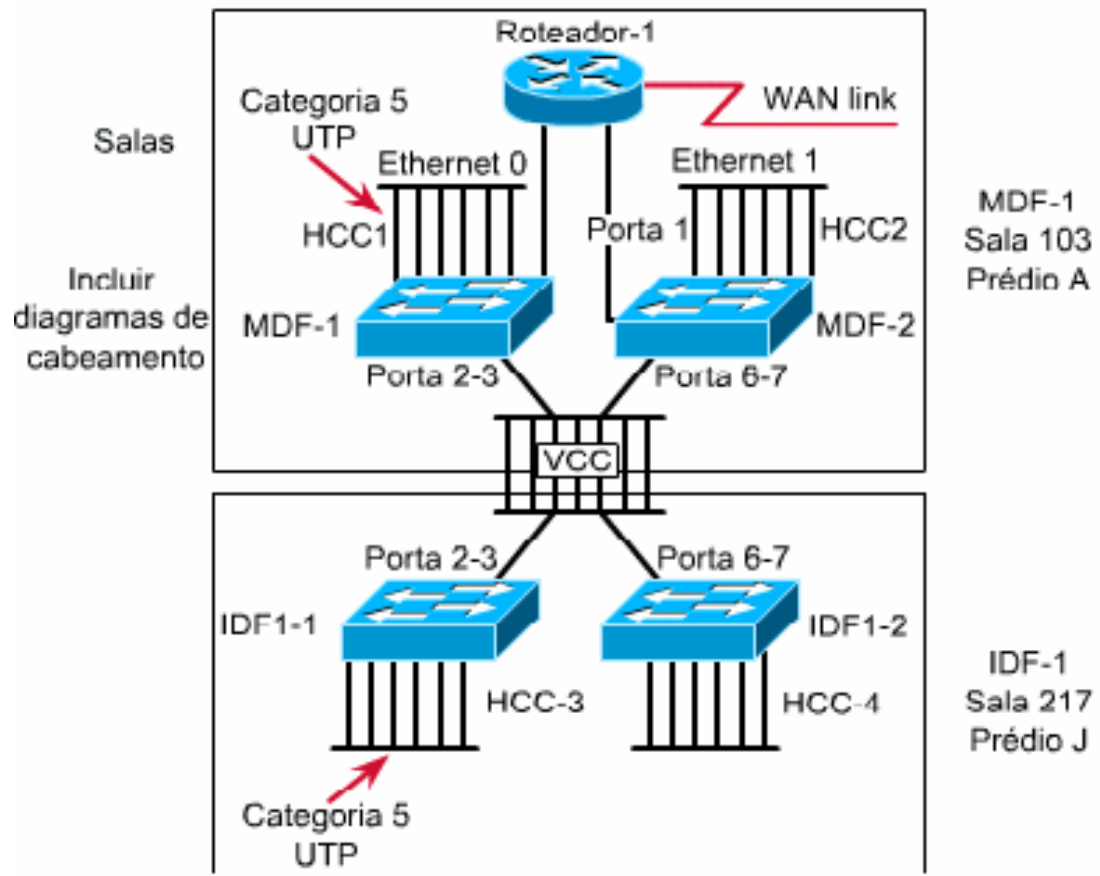 Roteador-1
WAN link
Categoria 5
UTP
Salas
Ethernet 0
Ethernet 1
HCC1
Porta 1
HCC2
MDF-1
Sala 103
Prédio A
Incluir
diagramas de
cabeamento
MDF-1
MDF-2
Porta 2-3
Porta 6-7
VCC
Porta 2-3
Porta 6-7
IDF1-1
IDF1-2
HCC-3
HCC-4
IDF-1
Sala 217
Prédio J
Categoria 5
UTP